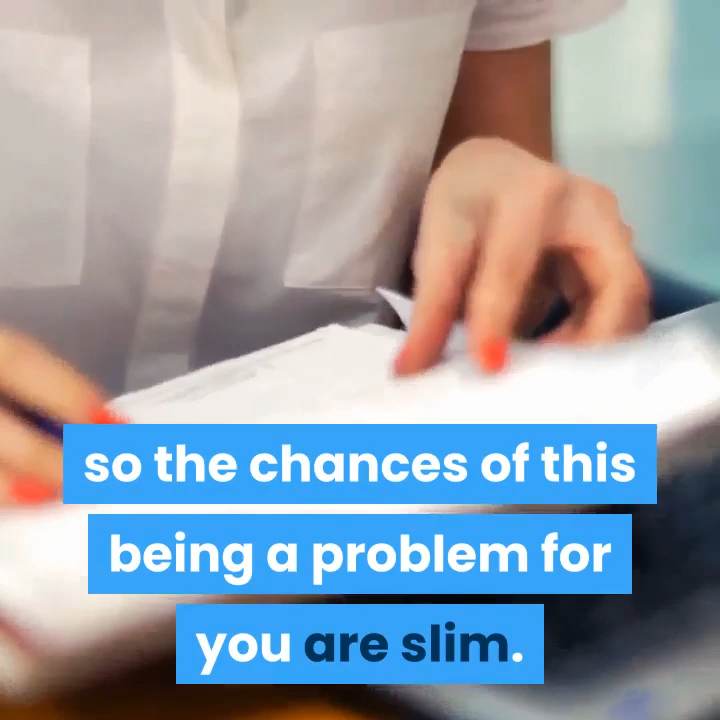 so the chances of this
being a problem for
you are slim.